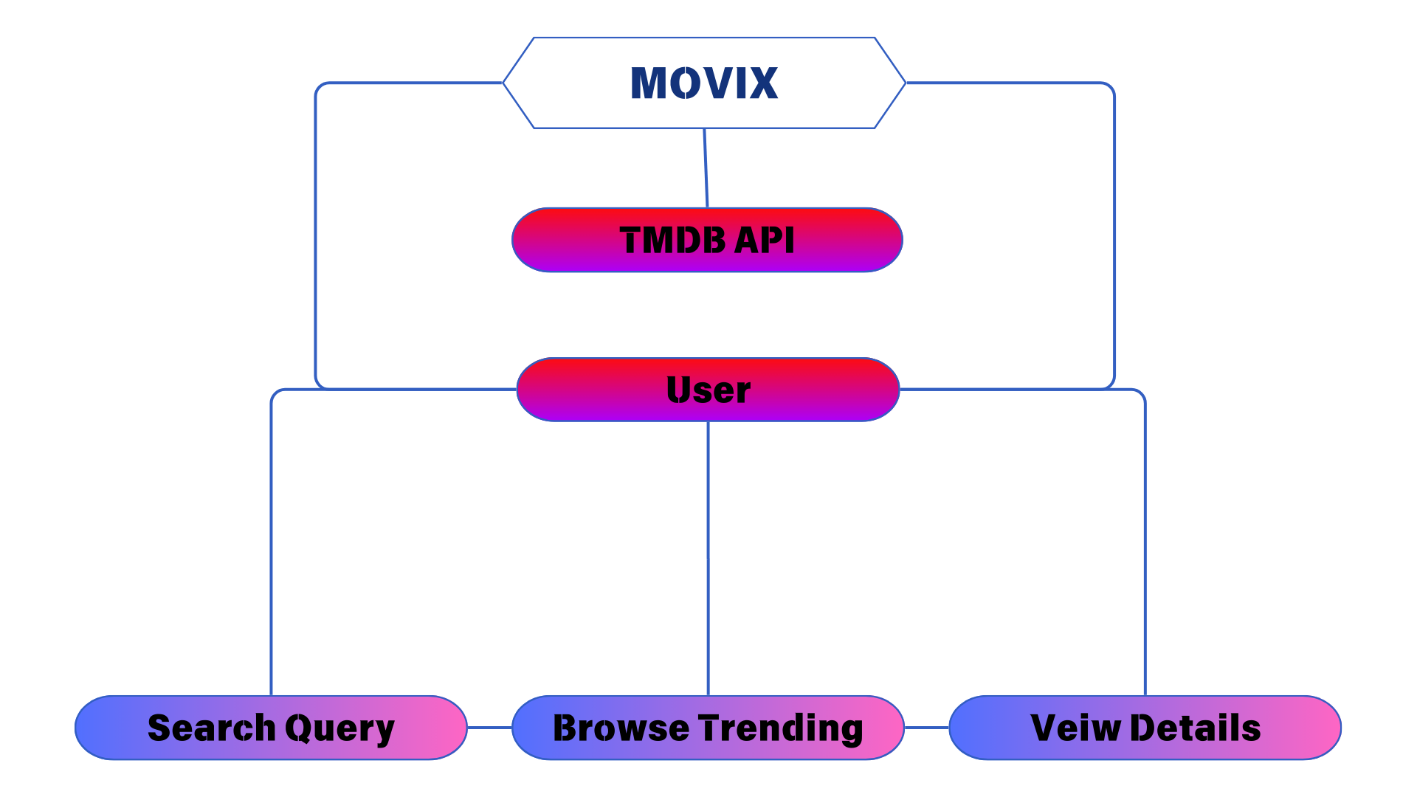 MOVIX
TMDB API
User
Search Query
Browse Trending
Veiw Details